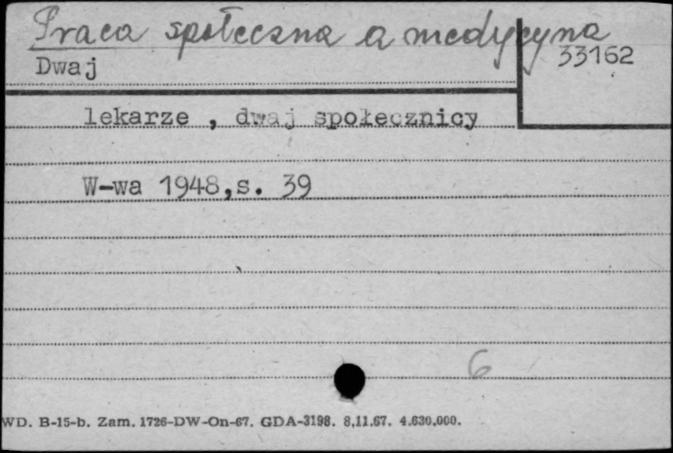 Praca społeczna a medycyna
33162
Dwaj
lekarze , dwaj społecznicy
W-wa 1948,s. 39
6
WD. B-15-b. Zam. 1726-DW-On-67. GDA-3198. 8.11.67. 4.630.000.